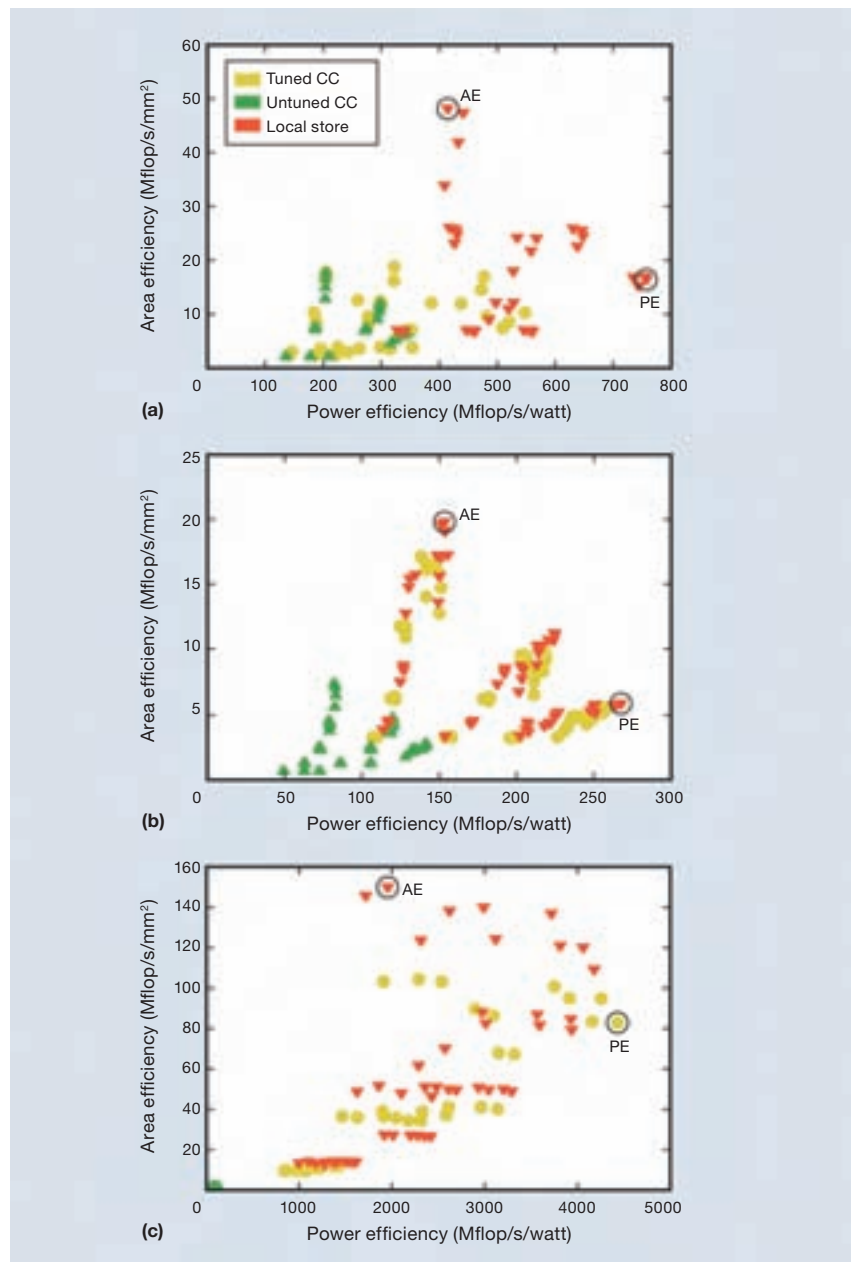 60
50
40
30
20
10
Area efficiency (Mflop/s/mm²)
Tuned CC
Untuned CC
Local store
AE
PE
0 100 200 300 400 500 600 700 800
(a) Power efficiency (Mflop/s/watt)
25
20
15
10
5
Area efficiency (Mflop/s/mm²)
AE
PE
0 50 100 150 200 250 300
(b) Power efficiency (Mflop/s/watt)
160
140
120
100
80
60
40
20
Area efficiency (Mflop/s/mm²)
AE
PE
0 1000 2000 3000 4000 5000
(c) Power efficiency (Mflop/s/watt)